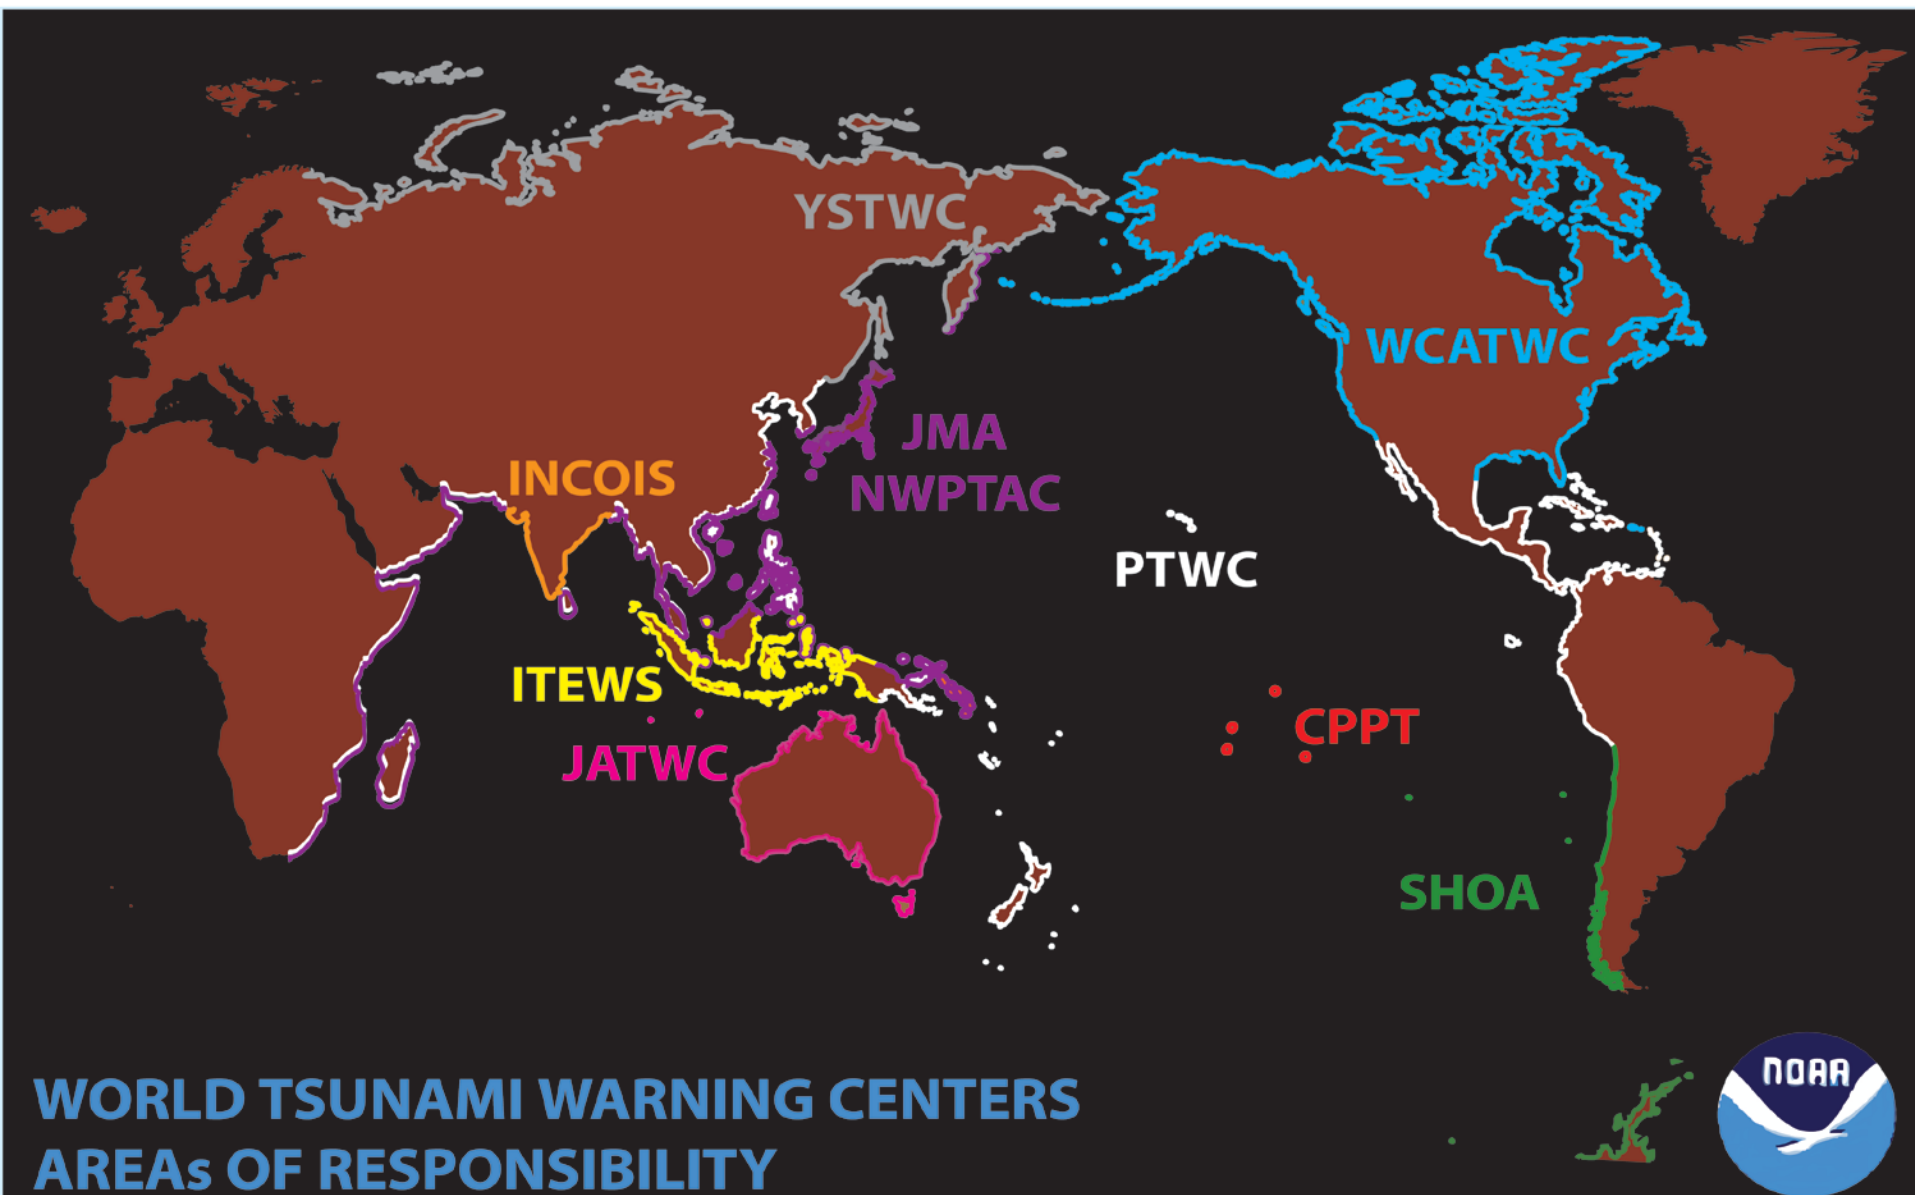 YSTWC
WCATWC
JMA
NWPTAC
INCOIS
PTWC
ITEWS
CPPT
JATWC
SHOA
NOAA
WORLD TSUNAMI WARNING CENTERS
AREAs OF RESPONSIBILITY